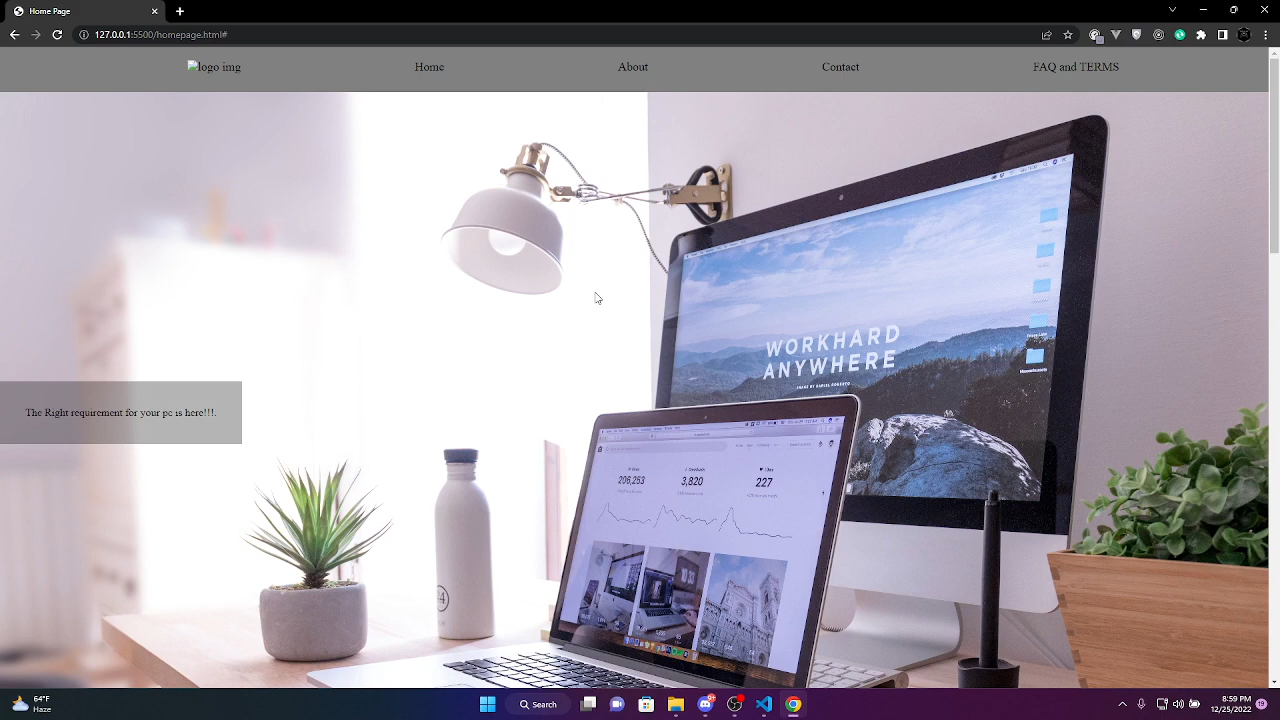 Home Page
127.0.0.1:5500/homepage.html#
logo img
Home
About
Contact
FAQ and TERMS
WORKHARD
ANYWHERE
The Right requirement for your pc is here!!!.
206,253
3,820
227
64°F
Haze
Search
8:59 PM
12/25/2022